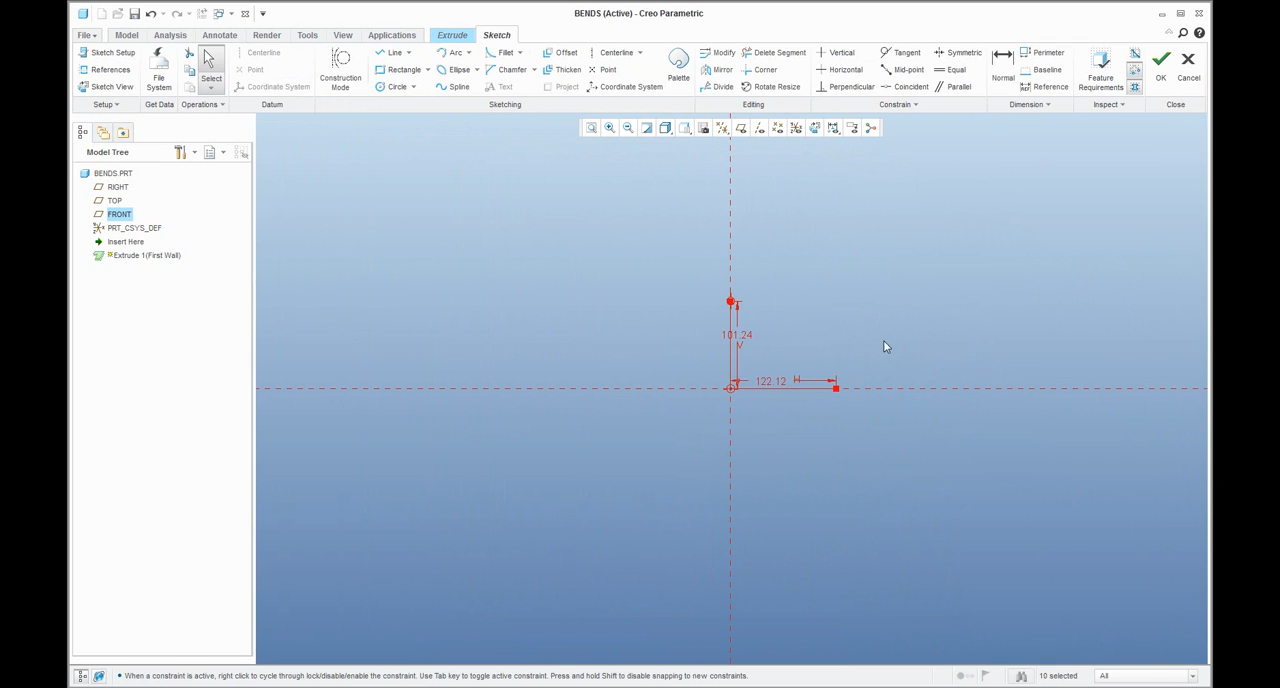 BENDS (Active) - Creo Parametric
File Model Analysis Annotate Render Tools View Applications Extrude Sketch
Sketch Setup
References
Sketch View
Setup
File System
Get Data
Select
Operations
Centerline
Point
Coordinate System
Datum
Construction Mode
Line Arc Fillet Offset Centerline
Rectangle Ellipse Chamfer Thicken Point
Circle Spline Text Project Coordinate System
Sketching
Palette
Modify Delete Segment
Mirror Corner
Divide Rotate Resize
Editing
Vertical Tangent Symmetric
Horizontal Mid-point Equal
Perpendicular Coincident Parallel
Constrain
Normal
Perimeter
Baseline
Reference
Dimension
Feature Requirements
Inspect
OK Cancel
Close
Model Tree
BENDS.PRT
RIGHT
TOP
FRONT
PRT_CSYS_DEF
Insert Here
Extrude 1(First Wall)
101.24
V
122.12 H
When a constraint is active, right click to cycle through lock/disable/enable the constraint. Use Tab key to toggle active constraint. Press and hold Shift to disable snapping to new constraints.
10 selected
All